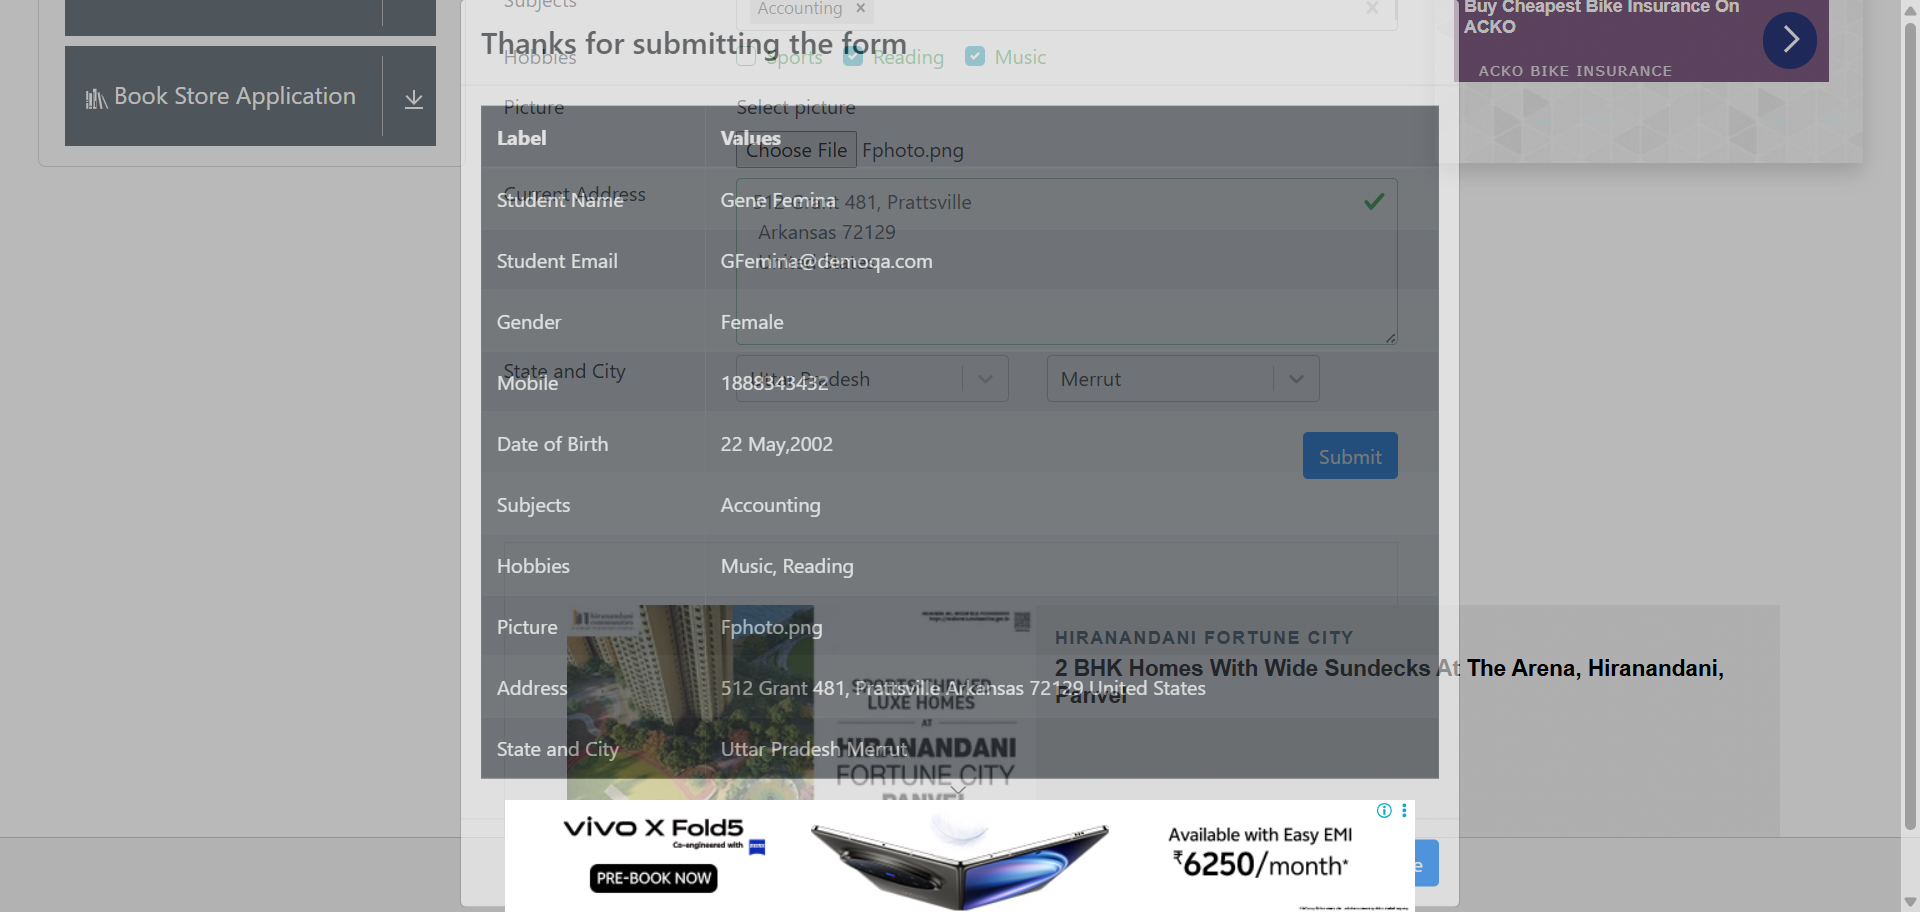 Subjects
Accounting ×
Thanks for submitting the form
Hobbies
Sports
Reading
Music
Picture
Select picture
Label
Values
Choose File Fphoto.png
Current Address
512 Grant 481, Prattsville
Arkansas 72129
Student Name
Gene Femina
Student Email
GFemina@demoqa.com
Gender
Female
State and City
Uttar Pradesh
Merrut
Mobile
1888343432
Date of Birth
22 May,2002
Submit
Subjects
Accounting
Hobbies
Music, Reading
Picture
Fphoto.png
Address
512 Grant 481, Prattsville Arkansas 72129 United States
State and City
Uttar Pradesh Merrut
Book Store Application
Buy Cheapest Bike Insurance On
ACKO
ACKO BIKE INSURANCE
hiranandani
SPORTS-THEMED
LUXE HOMES
AT
HIRANANDANI
FORTUNE CITY
PANVEL
HIRANANDANI FORTUNE CITY
2 BHK Homes With Wide Sundecks At The Arena, Hiranandani,
Panvel
vivo X Fold5
Co-engineered with ZEISS
PRE-BOOK NOW
Available with Easy EMI
₹6250/month*
e